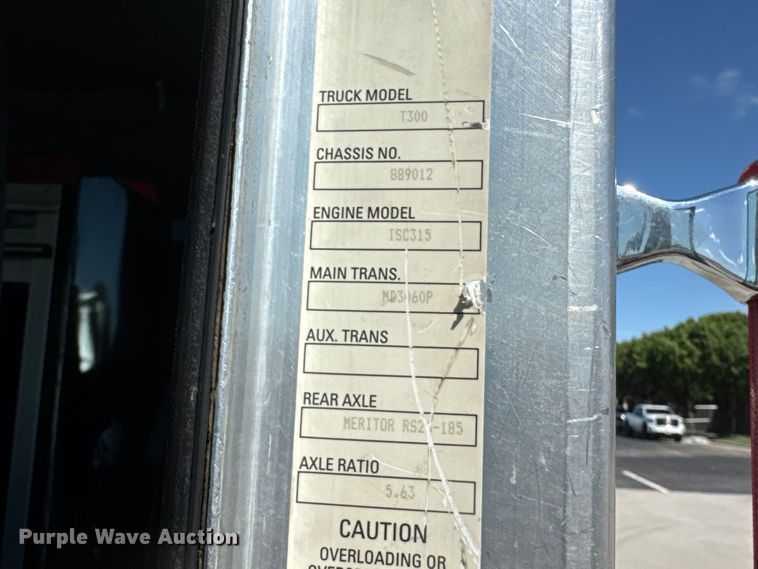 TRUCK MODEL
T300
CHASSIS NO.
889012
ENGINE MODEL
ISC315
MAIN TRANS.
MD3060P
AUX. TRANS
REAR AXLE
MERITOR RS23-185
AXLE RATIO
5.63
CAUTION
OVERLOADING OR
Purple Wave Auction